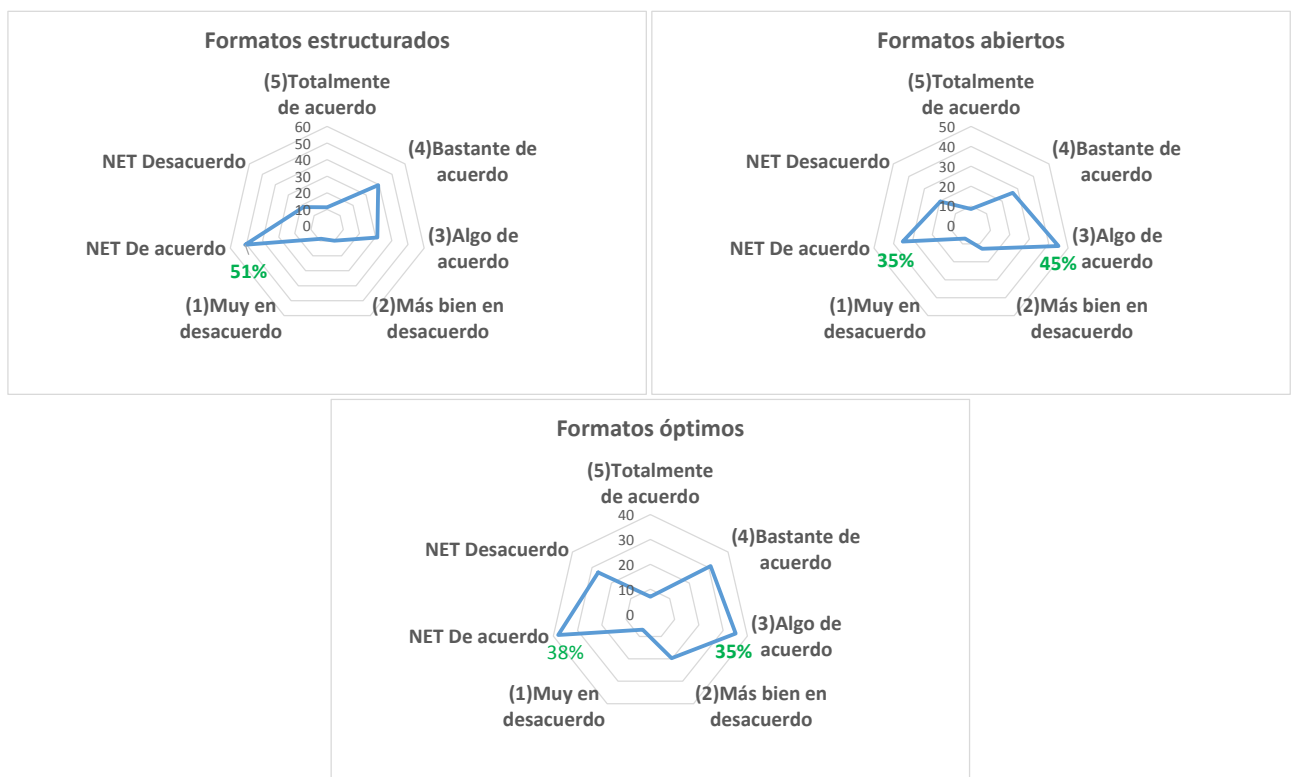 Formatos estructurados
(5)Totalmente
de acuerdo
60
50
40
30
20
10
0
(4)Bastante de
acuerdo
(3)Algo de
acuerdo
(2)Más bien en
desacuerdo
(1)Muy en
desacuerdo
NET De acuerdo
51%
NET Desacuerdo
Formatos abiertos
(5)Totalmente
de acuerdo
50
40
30
20
10
0
(4)Bastante de
acuerdo
(3)Algo de
acuerdo
45%
(2)Más bien en
desacuerdo
(1)Muy en
desacuerdo
NET De acuerdo
35%
NET Desacuerdo
Formatos óptimos
(5)Totalmente
de acuerdo
40
30
20
10
0
(4)Bastante de
acuerdo
(3)Algo de
acuerdo
35%
(2)Más bien en
desacuerdo
(1)Muy en
desacuerdo
NET De acuerdo
38%
NET Desacuerdo